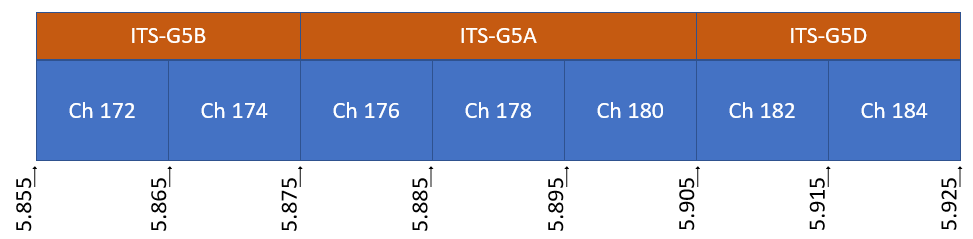 ITS-G5B ITS-G5A ITS-G5D
Ch 172 Ch 174 Ch 176 Ch 178 Ch 180 Ch 182 Ch 184
5.855 5.865 5.875 5.885 5.895 5.905 5.915 5.925